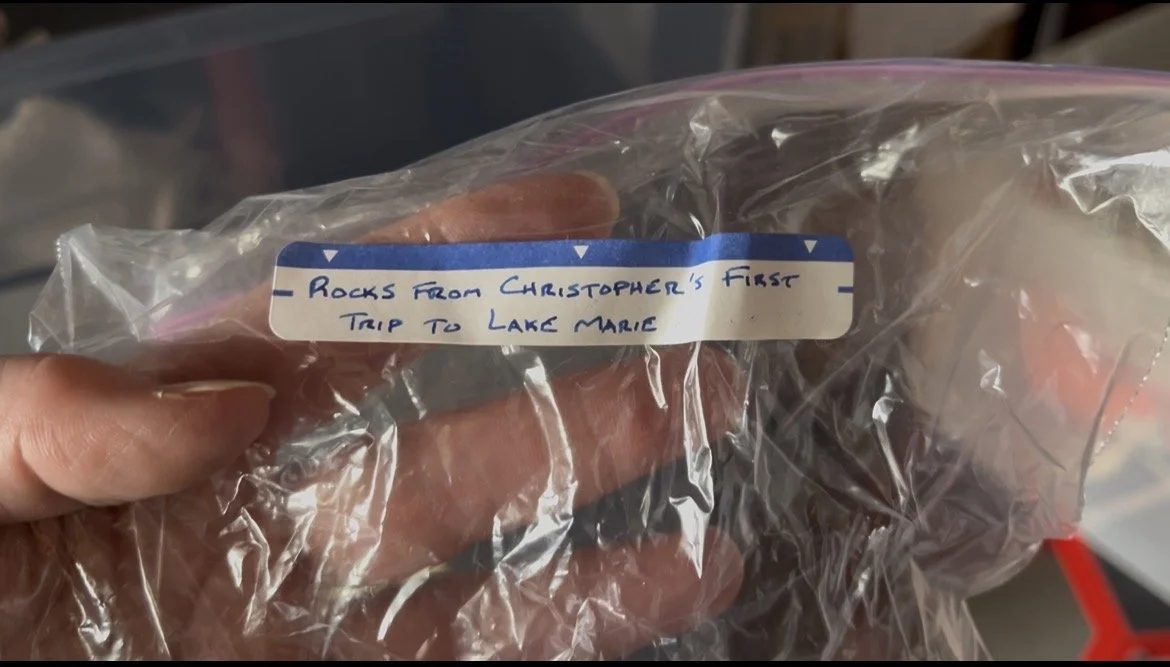 ROCKS FROM CHRISTOPHER'S FIRST
TRIP TO LAKE MARIE